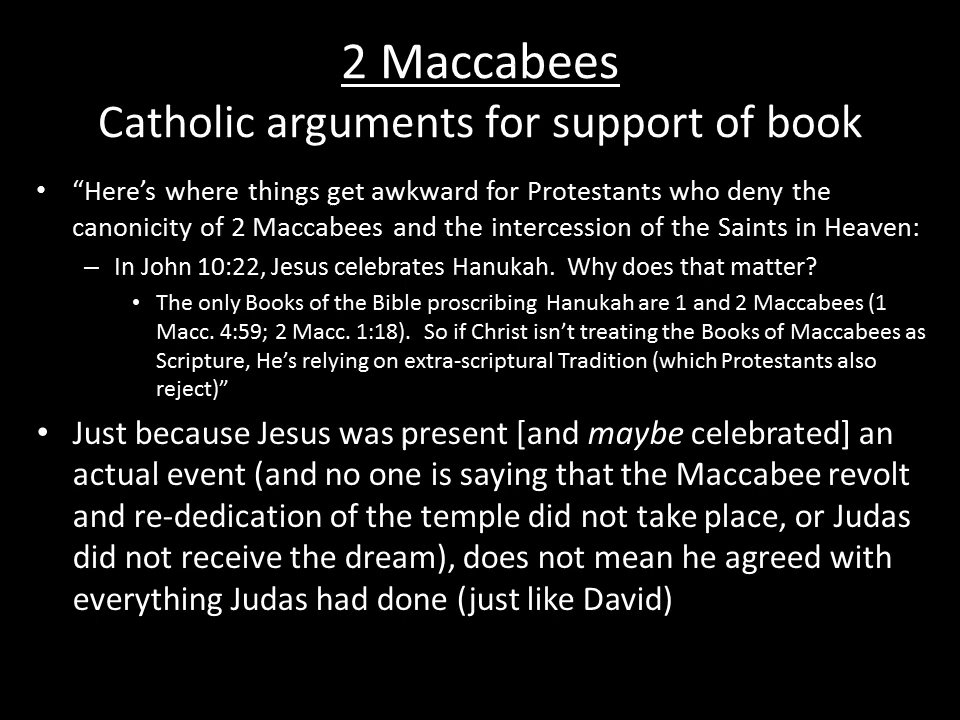 2 Maccabees
Catholic arguments for support of book
• “Here’s where things get awkward for Protestants who deny the
canonicity of 2 Maccabees and the intercession of the Saints in Heaven:
– In John 10:22, Jesus celebrates Hanukah. Why does that matter?
• The only Books of the Bible proscribing Hanukah are 1 and 2 Maccabees (1
Macc. 4:59; 2 Macc. 1:18). So if Christ isn’t treating the Books of Maccabees as
Scripture, He’s relying on extra-scriptural Tradition (which Protestants also
reject)”
• Just because Jesus was present [and maybe celebrated] an
actual event (and no one is saying that the Maccabee revolt
and re-dedication of the temple did not take place, or Judas
did not receive the dream), does not mean he agreed with
everything Judas had done (just like David)